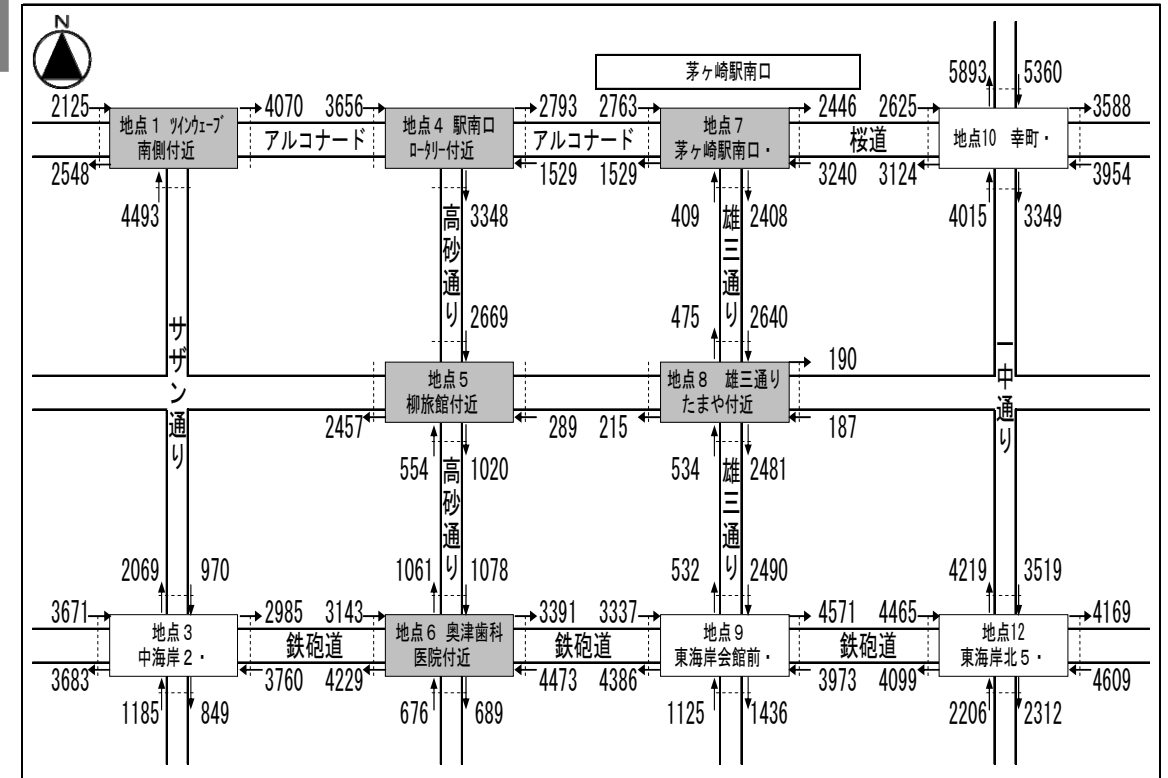 N
茅ヶ崎駅南口
5893 5360
2125 4070 3656 2793 2763 2446 2625 3588
地点1 ﾂインウェーブ
南側付近
アルコナード
地点4 駅南口
ﾛｰﾀﾘｰ付近
アルコナード
地点7
茅ヶ崎駅南口・
桜道
地点10 幸町・
2548 1529 1529 3240 3124 3954
4493 3348 409 2408 4015 3349
高砂通り
雄三通り
2669 475 2640
サザン通り
一中通り
地点5
柳旅館付近
地点8 雄三通り
たまや付近
190
2457 289 215 187
554 1020 534 2481
高砂通り
雄三通り
2069 970 1061 1078 532 2490 4219 3519
3671 2985 3143 3391 3337 4571 4465 4169
地点3
中海岸2・
鉄砲道
地点6 奥津歯科
医院付近
鉄砲道
地点9
東海岸会館前・
鉄砲道
地点12
東海岸北5・
3683 3760 4229 4473 4386 3973 4099 4609
1185 849 676 689 1125 1436 2206 2312